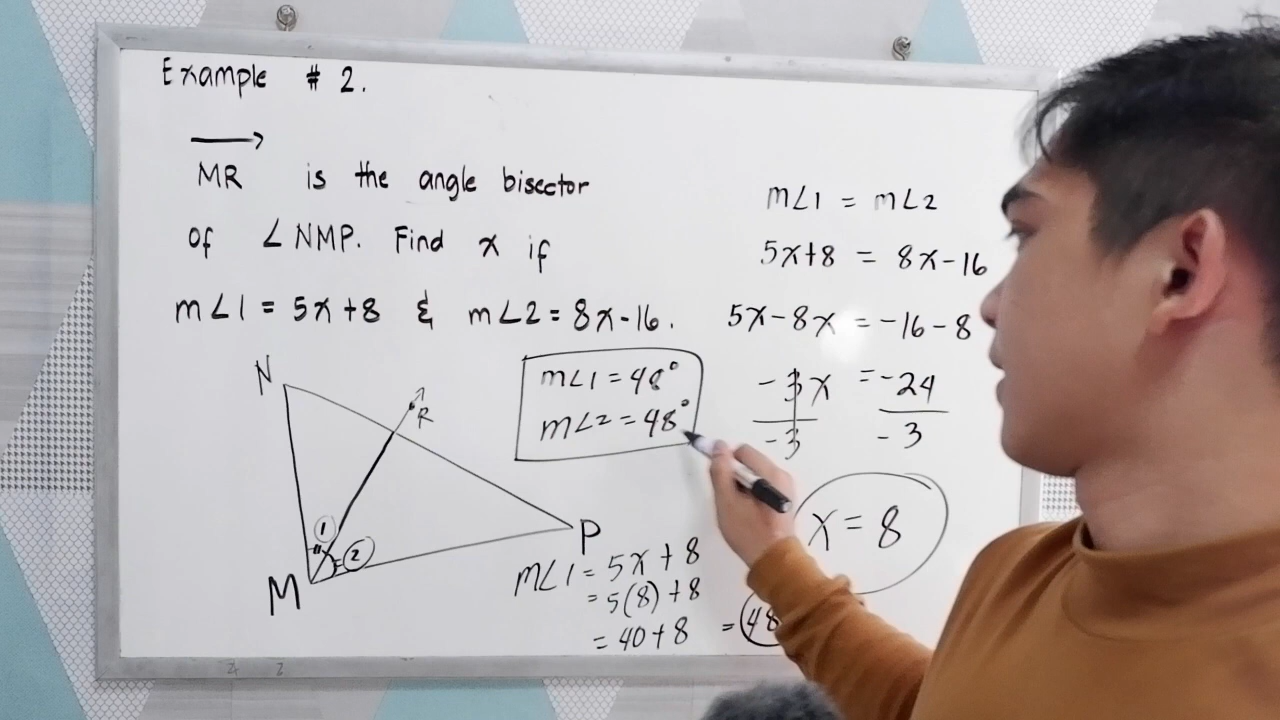 Example # 2.
MR is the angle bisector
of ∠NMP. Find x if
m∠1 = 5x+8 & m∠2 = 8x-16.
m∠1 = m∠2
5x+8 = 8x-16
5x-8x = -16-8
-3x = -24
-3 -3
x = 8
m∠1 = 48°
m∠2 = 48°
N
R
1
2
M
P
m∠1 = 5x + 8
= 5(8) + 8
= 40+8 = 48